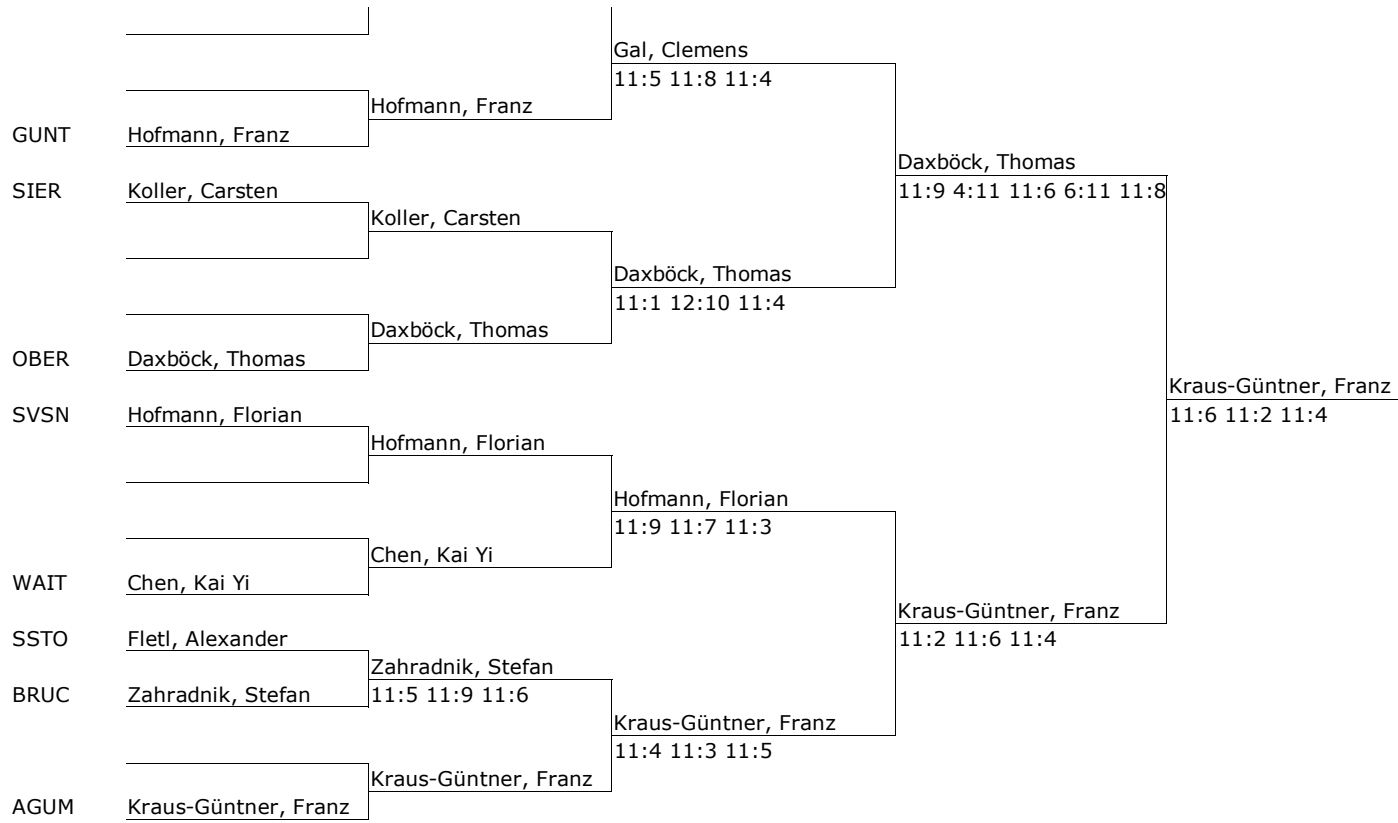 Gal, Clemens
11:5 11:8 11:4
Hofmann, Franz
GUNT Hofmann, Franz
Daxböck, Thomas
SIER Koller, Carsten 11:9 4:11 11:6 6:11 11:8
Koller, Carsten
Daxböck, Thomas
11:1 12:10 11:4
Daxböck, Thomas
OBER Daxböck, Thomas
Kraus-Güntner, Franz
SVSN Hofmann, Florian 11:6 11:2 11:4
Hofmann, Florian
Hofmann, Florian
11:9 11:7 11:3
Chen, Kai Yi
WAIT Chen, Kai Yi
Kraus-Güntner, Franz
SSTO Fletl, Alexander 11:2 11:6 11:4
Zahradnik, Stefan
BRUC Zahradnik, Stefan 11:5 11:9 11:6
Kraus-Güntner, Franz
11:4 11:3 11:5
Kraus-Güntner, Franz
AGUM Kraus-Güntner, Franz